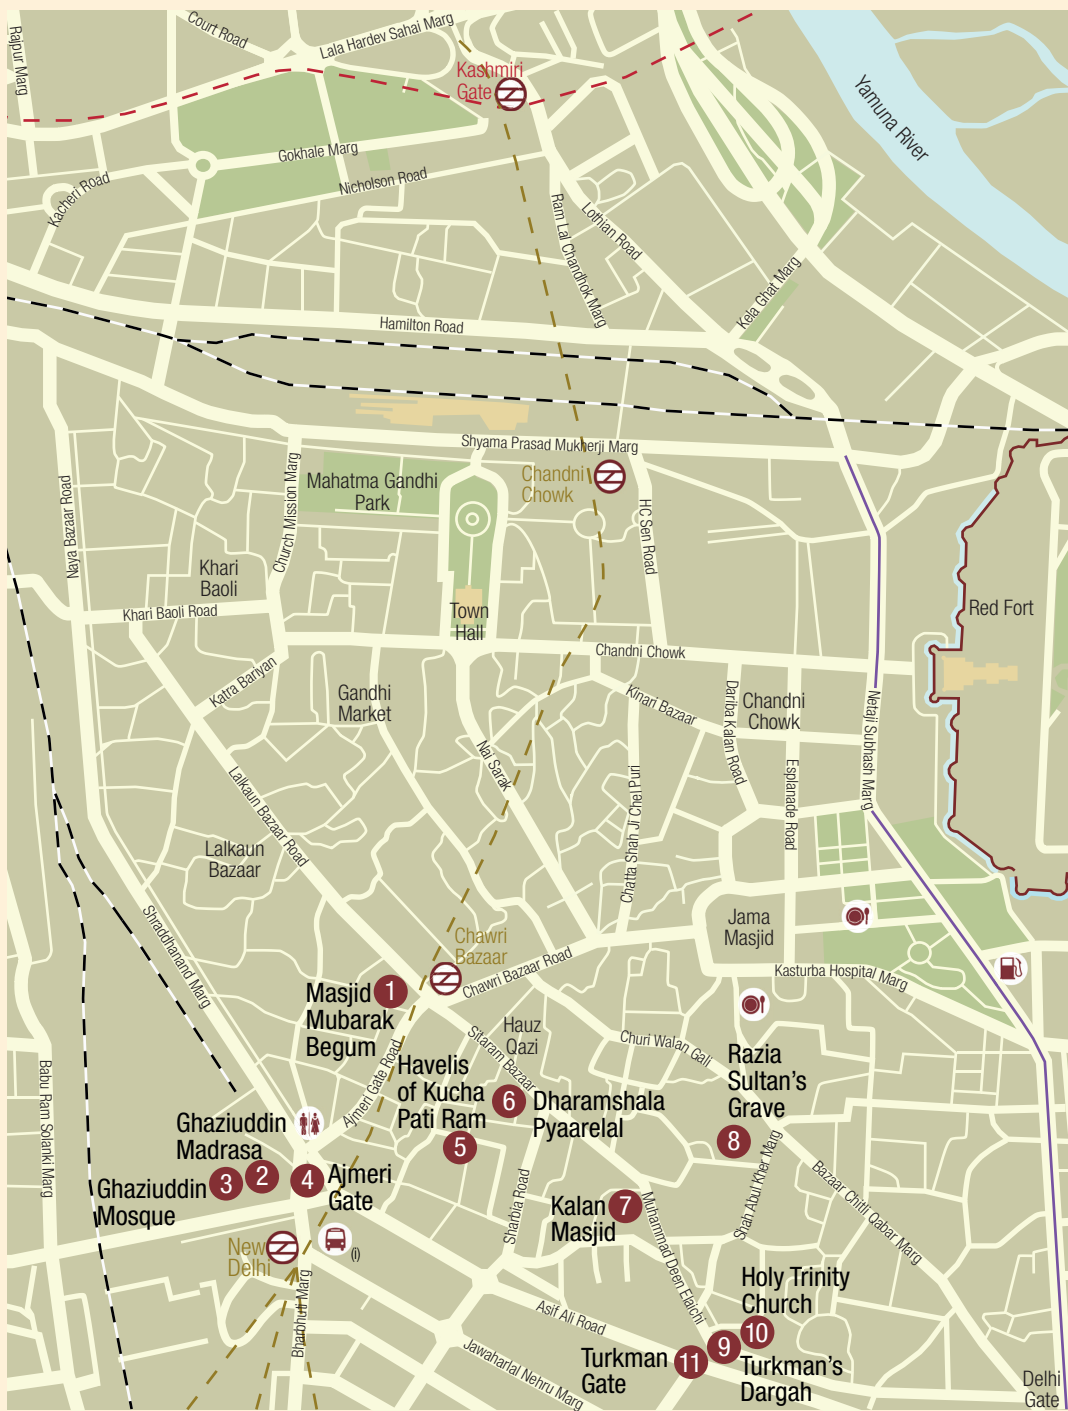 Rajpur Marg
Court Road
Lala Hardev Sahai Marg
Kashmiri
Gate
Yamuna River
Gokhale Marg
Nicholson Road
Kacheri Road
Ram Lal Chandhok Marg
Lothian Road
Kela Ghat Marg
Hamilton Road
Shyama Prasad Mukherji Marg
Mahatma Gandhi
Park
Chandni
Chowk
Naya Bazaar Road
Church Mission Marg
HC Sen Road
Khari
Baoli
Khari Baoli Road
Town
Hall
Red Fort
Chandni Chowk
Katra Bariyan
Gandhi
Market
Kinari Bazaar
Dariba Kalan Road
Chandni
Chowk
Netaji Subhash Marg
Nai Sarak
Lalkaun Bazaar Road
Chatta Shah Ji Chel Puri
Esplanade Road
Lalkaun
Bazaar
Shraddhanand Marg
Jama
Masjid
Chawri
Bazaar
Chawri Bazaar Road
Kasturba Hospital Marg
Masjid 1
Mubarak
Begum
Hauz
Qazi
Sitaram Bazaar
Churi Walan Gali
Ajmeri Gate Road
Havelis
of Kucha
Pati Ram
5
6 Dharamshala
Pyaarelal
Razia
Sultan's
Grave
8
Babu Ram Solanki Marg
Ghaziuddin
Madrasa
2
Ghaziuddin 3
Mosque
4 Ajmeri
Gate
Kalan 7
Masjid
Sharbia Road
Muhammad Deen Elaichi
Shah Abul Kher Marg
Bazaar Chitli Qabar Marg
New
Delhi
(i)
Bharbhuti Marg
Holy Trinity
Church
10
Asif Ali Road
Jawaharlal Nehru Marg
Turkman 11
Gate
9
Turkman's
Dargah
Delhi
Gate